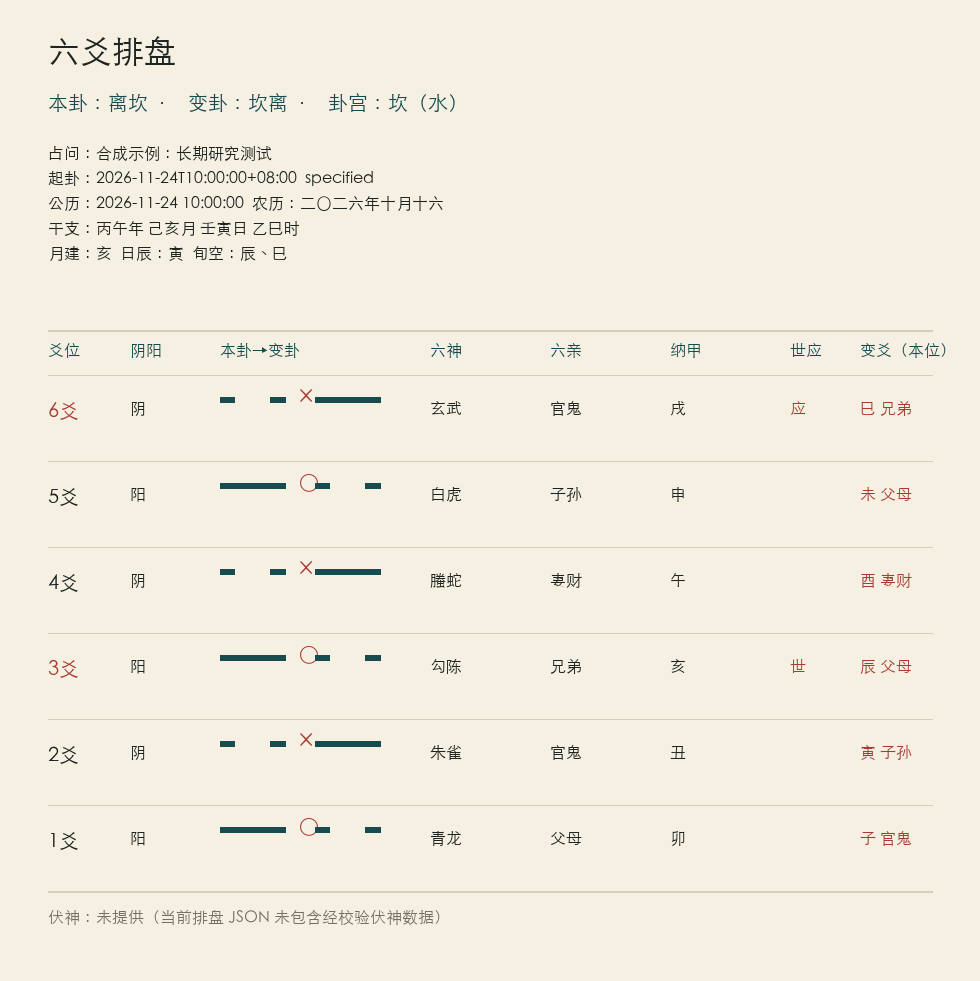 六爻排盘
本卦：离坎 · 变卦：坎离 · 卦宫：坎（水）
占问：合成示例：长期研究测试
起卦：2026-11-24T10:00:00+08:00 specified
公历：2026-11-24 10:00:00 农历：二〇二六年十月十六
干支：丙午年 己亥月 壬寅日 乙巳时
月建：亥 日辰：寅 旬空：辰、巳
爻位 阴阳 本卦→变卦 六神 六亲 纳甲 世应 变爻（本位）
6爻 阴 × 玄武 官鬼 戌 应 巳 兄弟
5爻 阳 ○ 白虎 子孙 申 未 父母
4爻 阴 × 螣蛇 妻财 午 酉 妻财
3爻 阳 ○ 勾陈 兄弟 亥 世 辰 父母
2爻 阴 × 朱雀 官鬼 丑 寅 子孙
1爻 阳 ○ 青龙 父母 卯 子 官鬼
伏神：未提供（当前排盘 JSON 未包含经校验伏神数据）